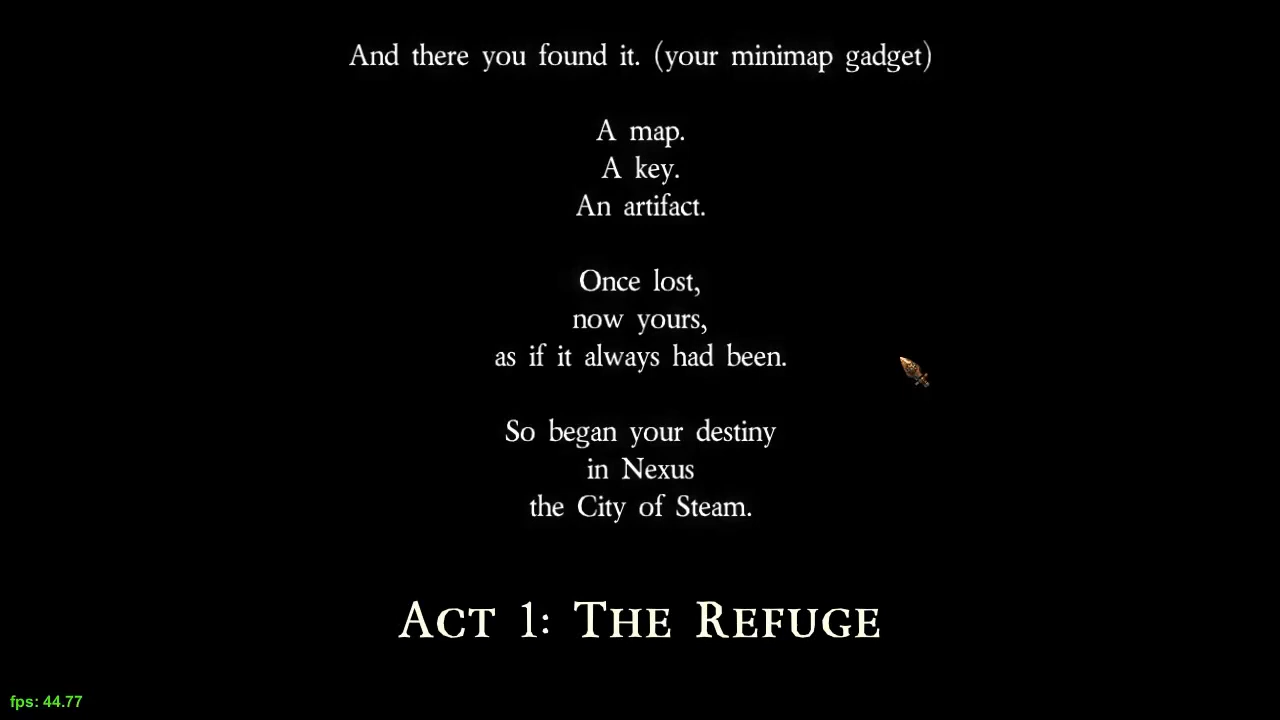 And there you found it. (your minimap gadget)
A map.
A key.
An artifact.
Once lost,
now yours,
as if it always had been.
So began your destiny
in Nexus
the City of Steam.
Act 1: The Refuge
fps: 44.77